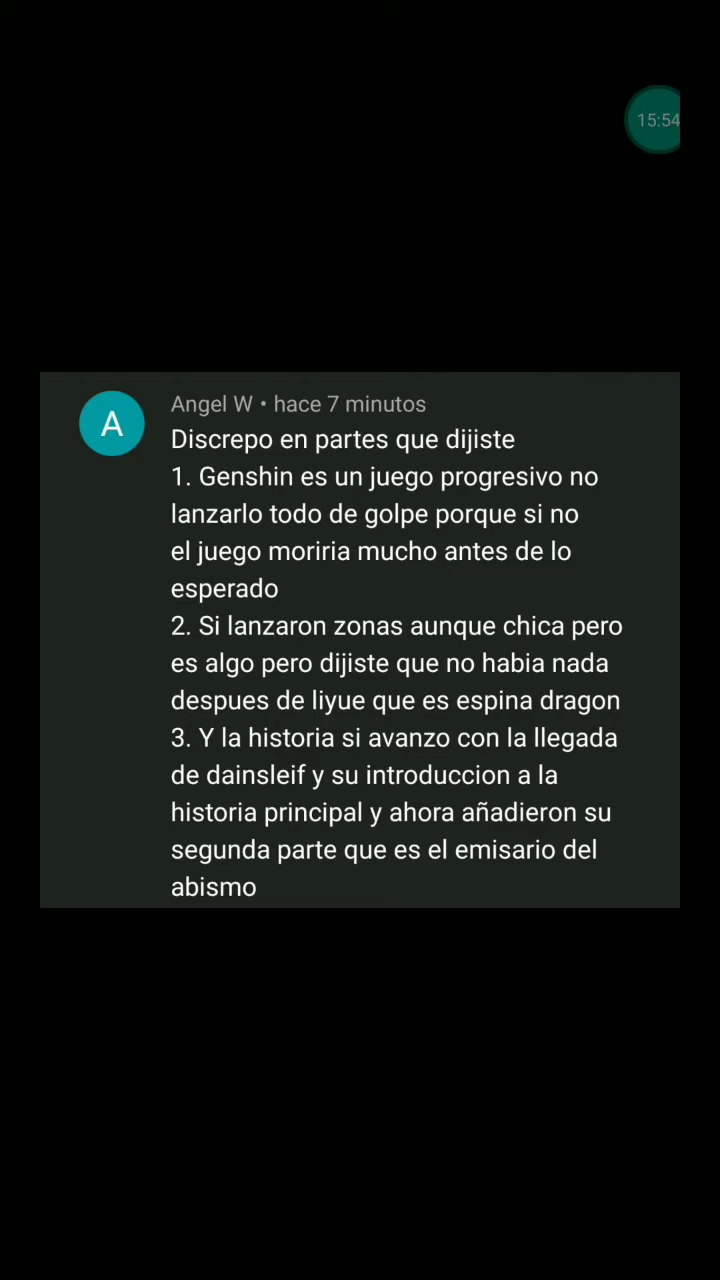 15:54
A
Angel W • hace 7 minutos
Discrepo en partes que dijiste
1. Genshin es un juego progresivo no
lanzarlo todo de golpe porque si no
el juego moriria mucho antes de lo
esperado
2. Si lanzaron zonas aunque chica pero
es algo pero dijiste que no habia nada
despues de liyue que es espina dragon
3. Y la historia si avanzo con la llegada
de dainsleif y su introduccion a la
historia principal y ahora añadieron su
segunda parte que es el emisario del
abismo